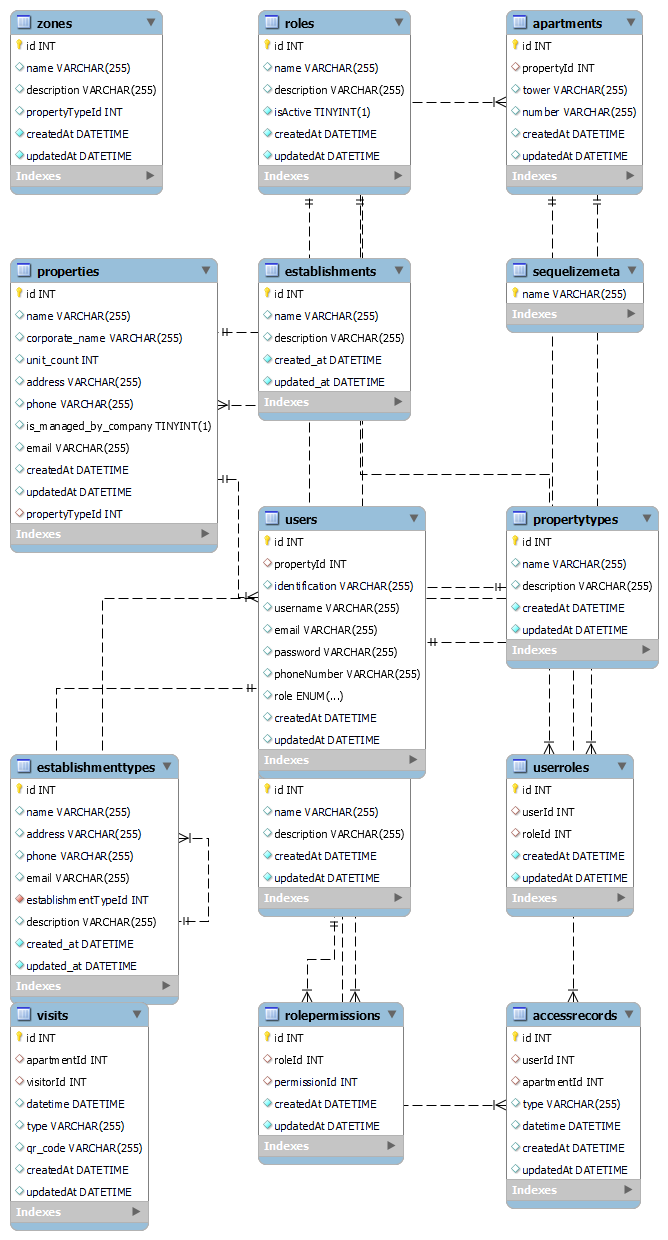 zones
id INT
name VARCHAR(255)
description VARCHAR(255)
propertyTypeId INT
createdAt DATETIME
updatedAt DATETIME
Indexes
roles
id INT
name VARCHAR(255)
description VARCHAR(255)
isActive TINYINT(1)
createdAt DATETIME
updatedAt DATETIME
Indexes
apartments
id INT
propertyId INT
tower VARCHAR(255)
number VARCHAR(255)
createdAt DATETIME
updatedAt DATETIME
Indexes
properties
id INT
name VARCHAR(255)
corporate_name VARCHAR(255)
unit_count INT
address VARCHAR(255)
phone VARCHAR(255)
is_managed_by_company TINYINT(1)
email VARCHAR(255)
createdAt DATETIME
updatedAt DATETIME
propertyTypeId INT
Indexes
establishments
id INT
name VARCHAR(255)
description VARCHAR(255)
created_at DATETIME
updated_at DATETIME
Indexes
sequelizemeta
name VARCHAR(255)
Indexes
users
id INT
propertyId INT
identification VARCHAR(255)
username VARCHAR(255)
email VARCHAR(255)
password VARCHAR(255)
phoneNumber VARCHAR(255)
role ENUM(...)
createdAt DATETIME
updatedAt DATETIME
Indexes
propertytypes
id INT
name VARCHAR(255)
description VARCHAR(255)
createdAt DATETIME
updatedAt DATETIME
Indexes
establishmenttypes
id INT
name VARCHAR(255)
address VARCHAR(255)
phone VARCHAR(255)
email VARCHAR(255)
establishmentTypeId INT
description VARCHAR(255)
created_at DATETIME
updated_at DATETIME
Indexes
id INT
name VARCHAR(255)
description VARCHAR(255)
createdAt DATETIME
updatedAt DATETIME
Indexes
userroles
id INT
userId INT
roleId INT
createdAt DATETIME
updatedAt DATETIME
Indexes
visits
id INT
apartmentId INT
visitorId INT
datetime DATETIME
type VARCHAR(255)
qr_code VARCHAR(255)
createdAt DATETIME
updatedAt DATETIME
Indexes
rolepermissions
id INT
roleId INT
permissionId INT
createdAt DATETIME
updatedAt DATETIME
Indexes
accessrecords
id INT
userId INT
apartmentId INT
type VARCHAR(255)
datetime DATETIME
createdAt DATETIME
updatedAt DATETIME
Indexes